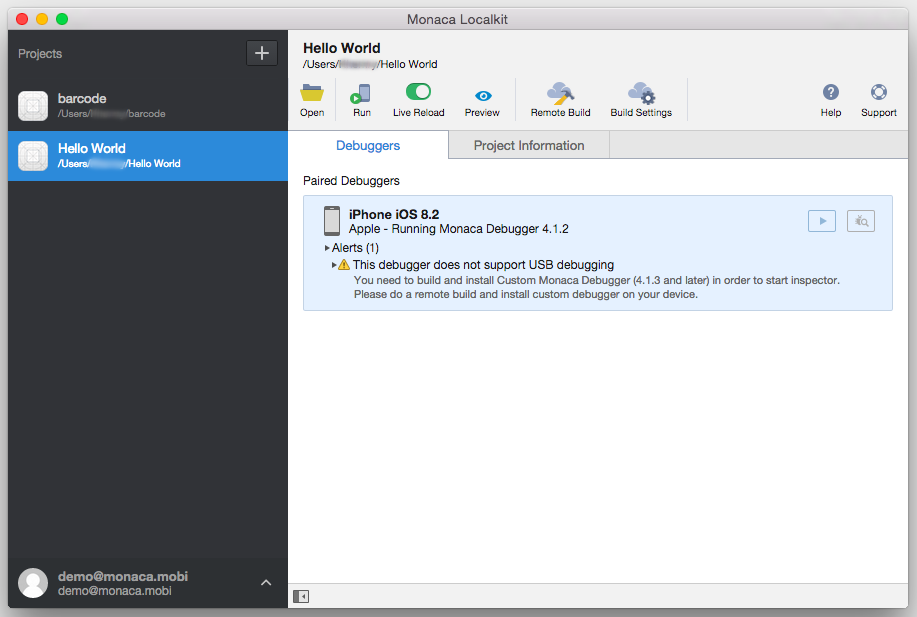 Monaca Localkit
Projects
barcode
/Users/ /barcode
Hello World
/Users/ /Hello World
demo@monaca.mobi
demo@monaca.mobi
Hello World
/Users/ /Hello World
Open
Run
Live Reload
Preview
Remote Build
Build Settings
?
Help
Support
Debuggers
Project Information
Paired Debuggers
iPhone iOS 8.2
Apple - Running Monaca Debugger 4.1.2
Alerts (1)
This debugger does not support USB debugging
You need to build and install Custom Monaca Debugger (4.1.3 and later) in order to start inspector.
Please do a remote build and install custom debugger on your device.